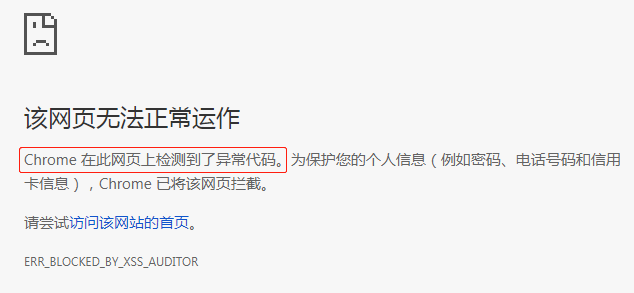 该网页无法正常运作
Chrome 在此网页上检测到了异常代码。为保护您的个人信息（例如密码、电话号码和信用
卡信息），Chrome 已将该网页拦截。
请尝试访问该网站的首页。
ERR_BLOCKED_BY_XSS_AUDITOR